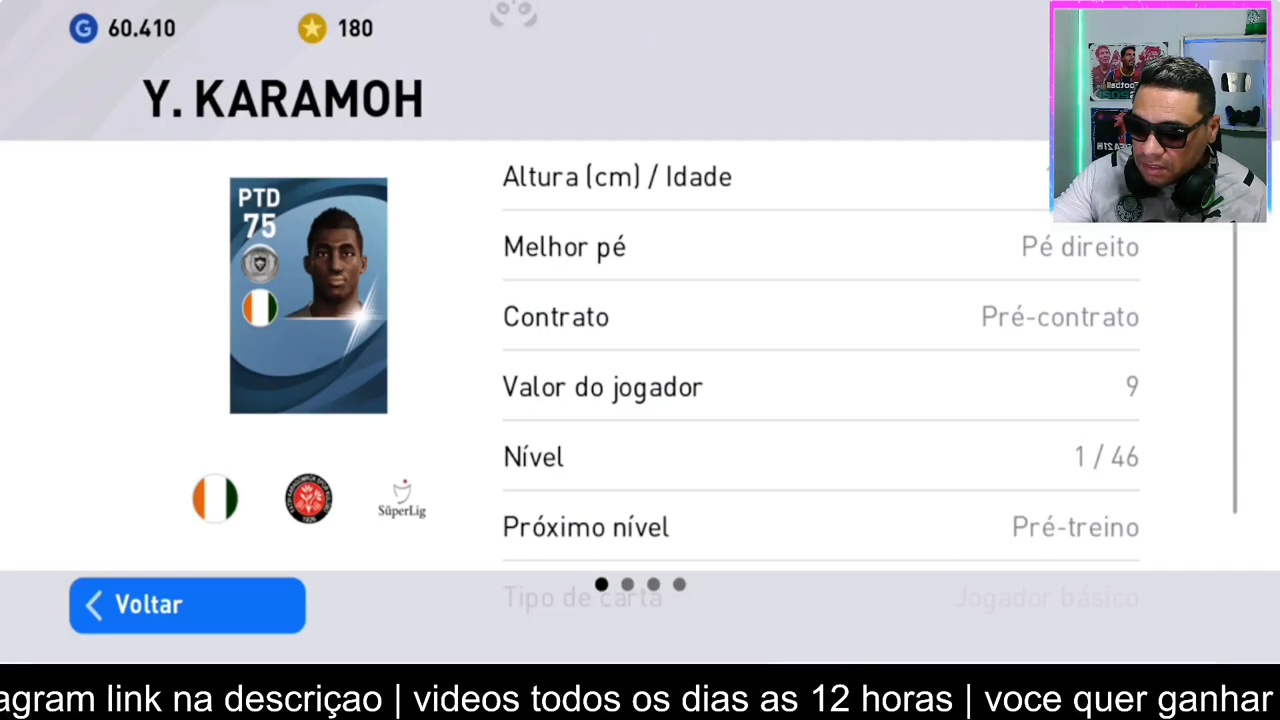 60.410
180
Y. KARAMOH
PTD
75
Altura (cm) / Idade
Melhor pé
Pé direito
Contrato
Pré-contrato
Valor do jogador
9
Nível
1 / 46
Próximo nível
Pré-treino
Tipo de carta
Jogador básico
SüperLig
Voltar
agram link na descriçao | videos todos os dias as 12 horas | voce quer ganhar